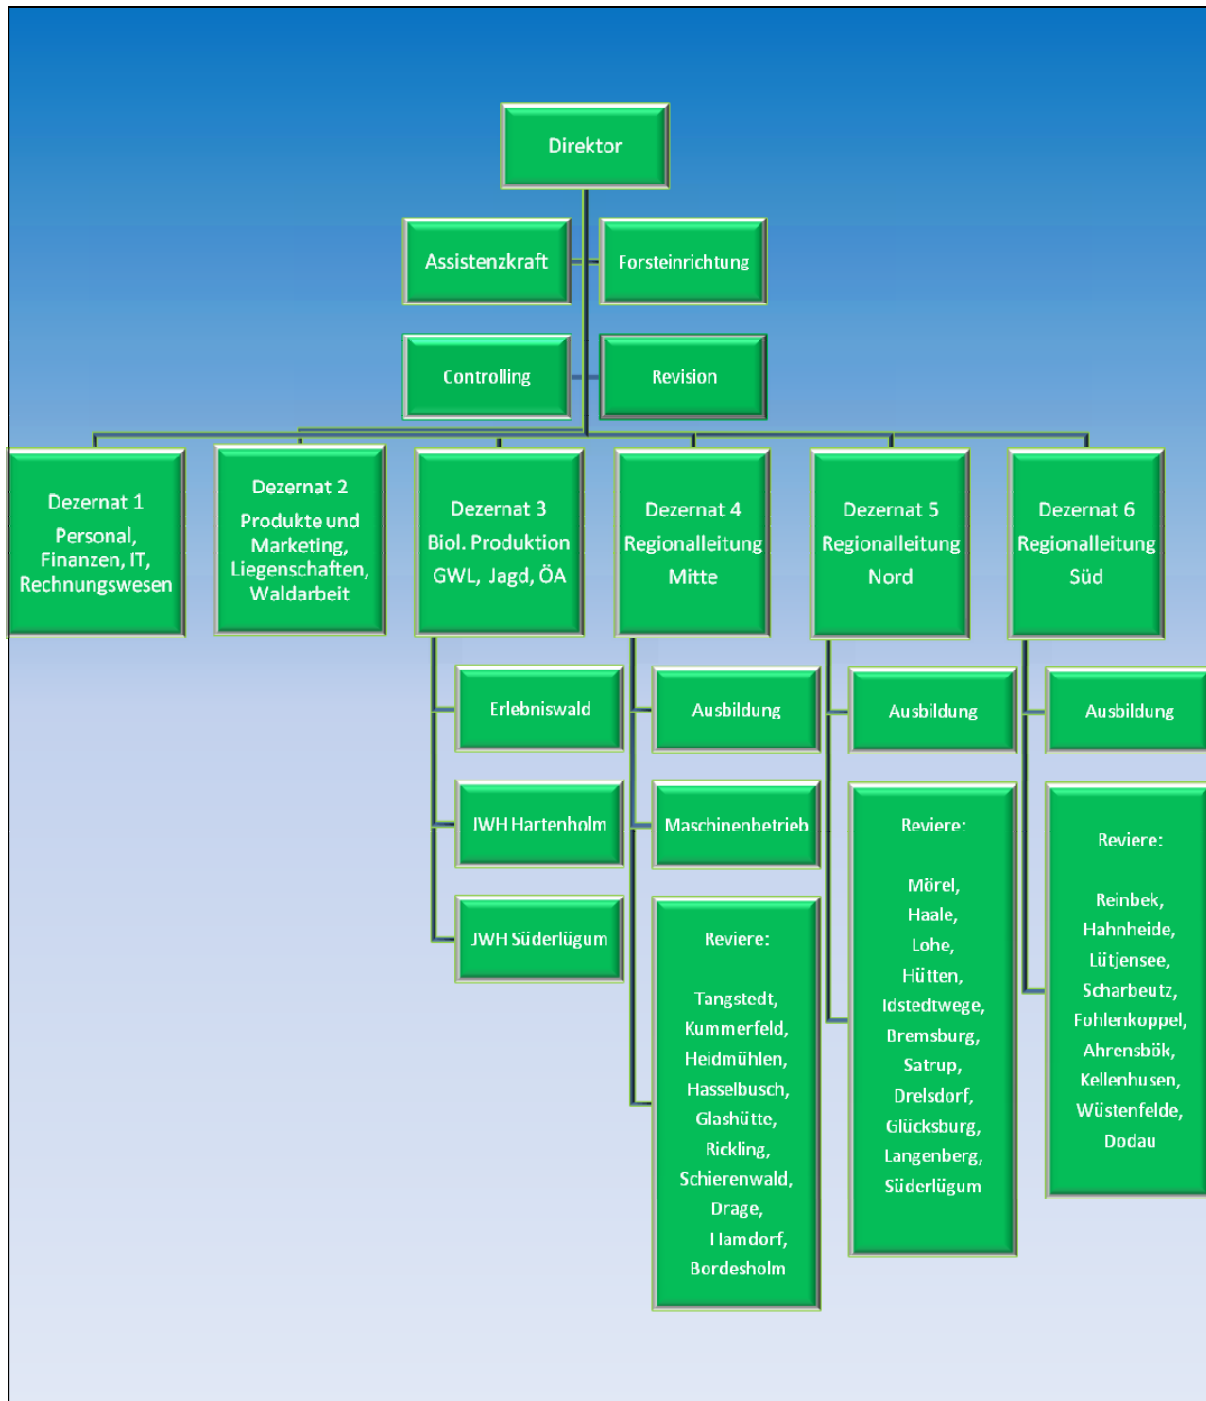 Direktor
Assistenzkraft
Forsteinrichtung
Controlling
Revision
Dezernat 1
Personal,
Finanzen, IT,
Rechnungswesen
Dezernat 2
Produkte und
Marketing,
Liegenschaften,
Waldarbeit
Dezernat 3
Biol. Produktion
GWL, Jagd, ÖA
Dezernat 4
Regionalleitung
Mitte
Dezernat 5
Regionalleitung
Nord
Dezernat 6
Regionalleitung
Süd
Erlebniswald
JWH Hartenholm
JWH Süderlügum
Ausbildung
Maschinenbetrieb
Reviere:
Tangstedt,
Kummerfeld,
Heidmühlen,
Hasselbusch,
Glashütte,
Rickling,
Schierenwald,
Drage,
Hamdorf,
Bordesholm
Ausbildung
Reviere:
Mörel,
Haale,
Lohe,
Hütten,
Idstedtwege,
Bremsburg,
Satrup,
Drelsdorf,
Glücksburg,
Langenberg,
Süderlügum
Ausbildung
Reviere:
Reinbek,
Hahnheide,
Lütjensee,
Scharbeutz,
Fohlenkoppel,
Ahrensbök,
Kellenhusen,
Wüstenfelde,
Dodau